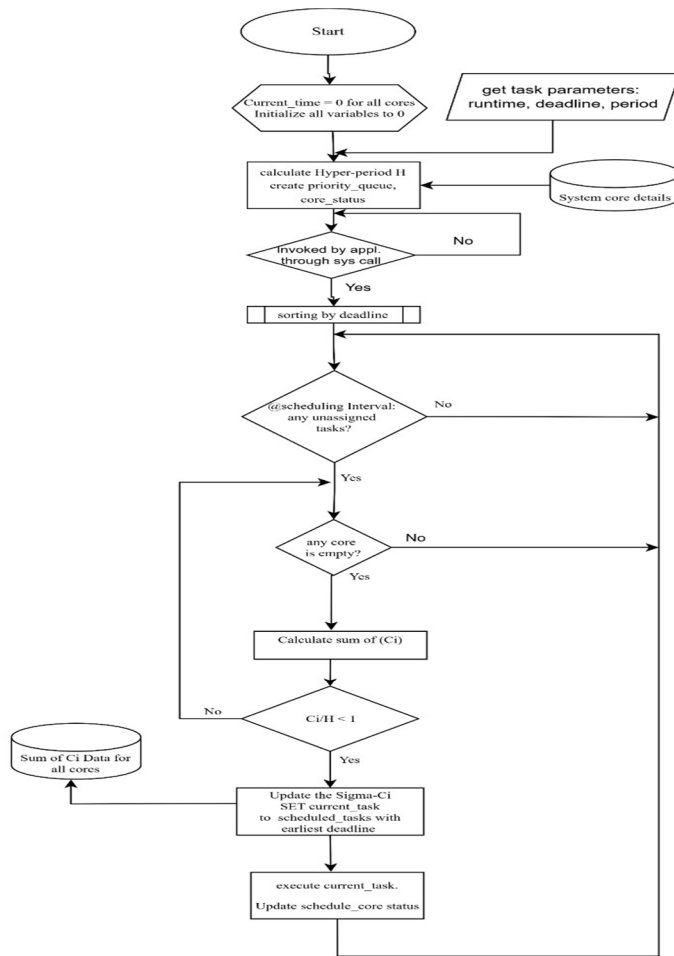 Start
Current_time = 0 for all cores
Initialize all variables to 0
get task parameters:
runtime, deadline, period
calculate Hyper-period H
create priority_queue,
core_status
System core details
Invoked by appl.
through sys call
No
Yes
sorting by deadline
@scheduling Interval:
any unassigned
tasks?
No
Yes
any core
is empty?
No
Yes
Calculate sum of (Ci)
Ci/H < 1
No
Yes
Sum of Ci Data for
all cores
Update the Sigma-Ci
SET current_task
to scheduled_tasks with
earliest deadline
execute current_task.
Update schedule_core status